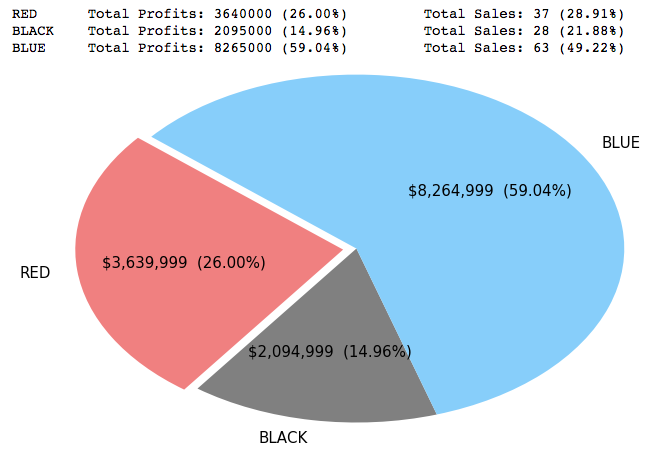 RED Total Profits: 3640000 (26.00%) Total Sales: 37 (28.91%)
BLACK Total Profits: 2095000 (14.96%) Total Sales: 28 (21.88%)
BLUE Total Profits: 8265000 (59.04%) Total Sales: 63 (49.22%)
BLUE
$8,264,999 (59.04%)
$3,639,999 (26.00%)
RED
$2,094,999 (14.96%)
BLACK